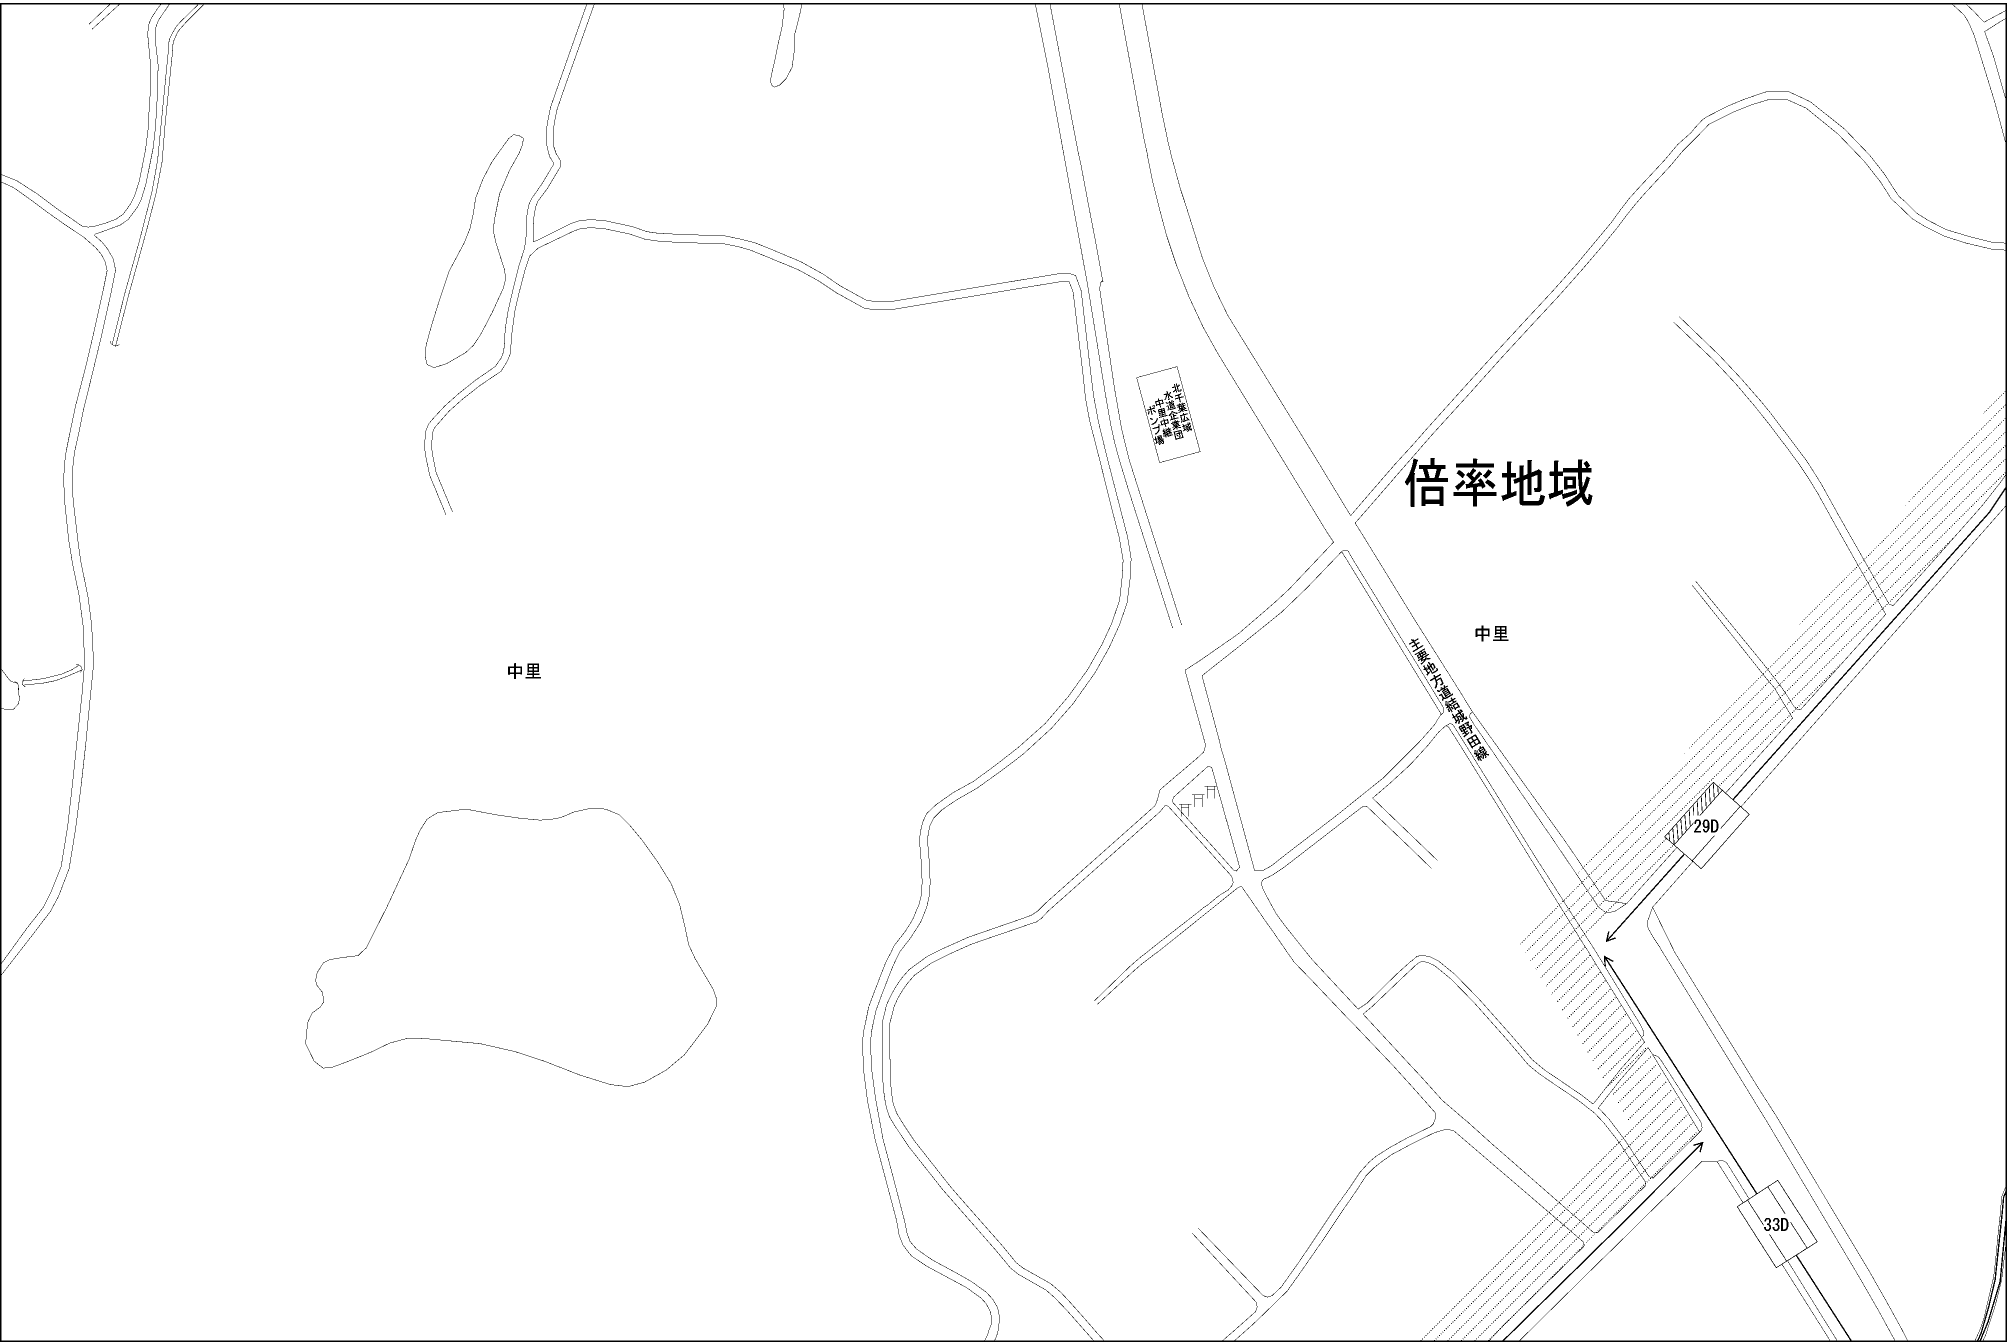 北千葉広域
水道企業団
中里中継
ポンプ場
倍率地域
中里
主要地方道結城野田線
中里
29D
33D